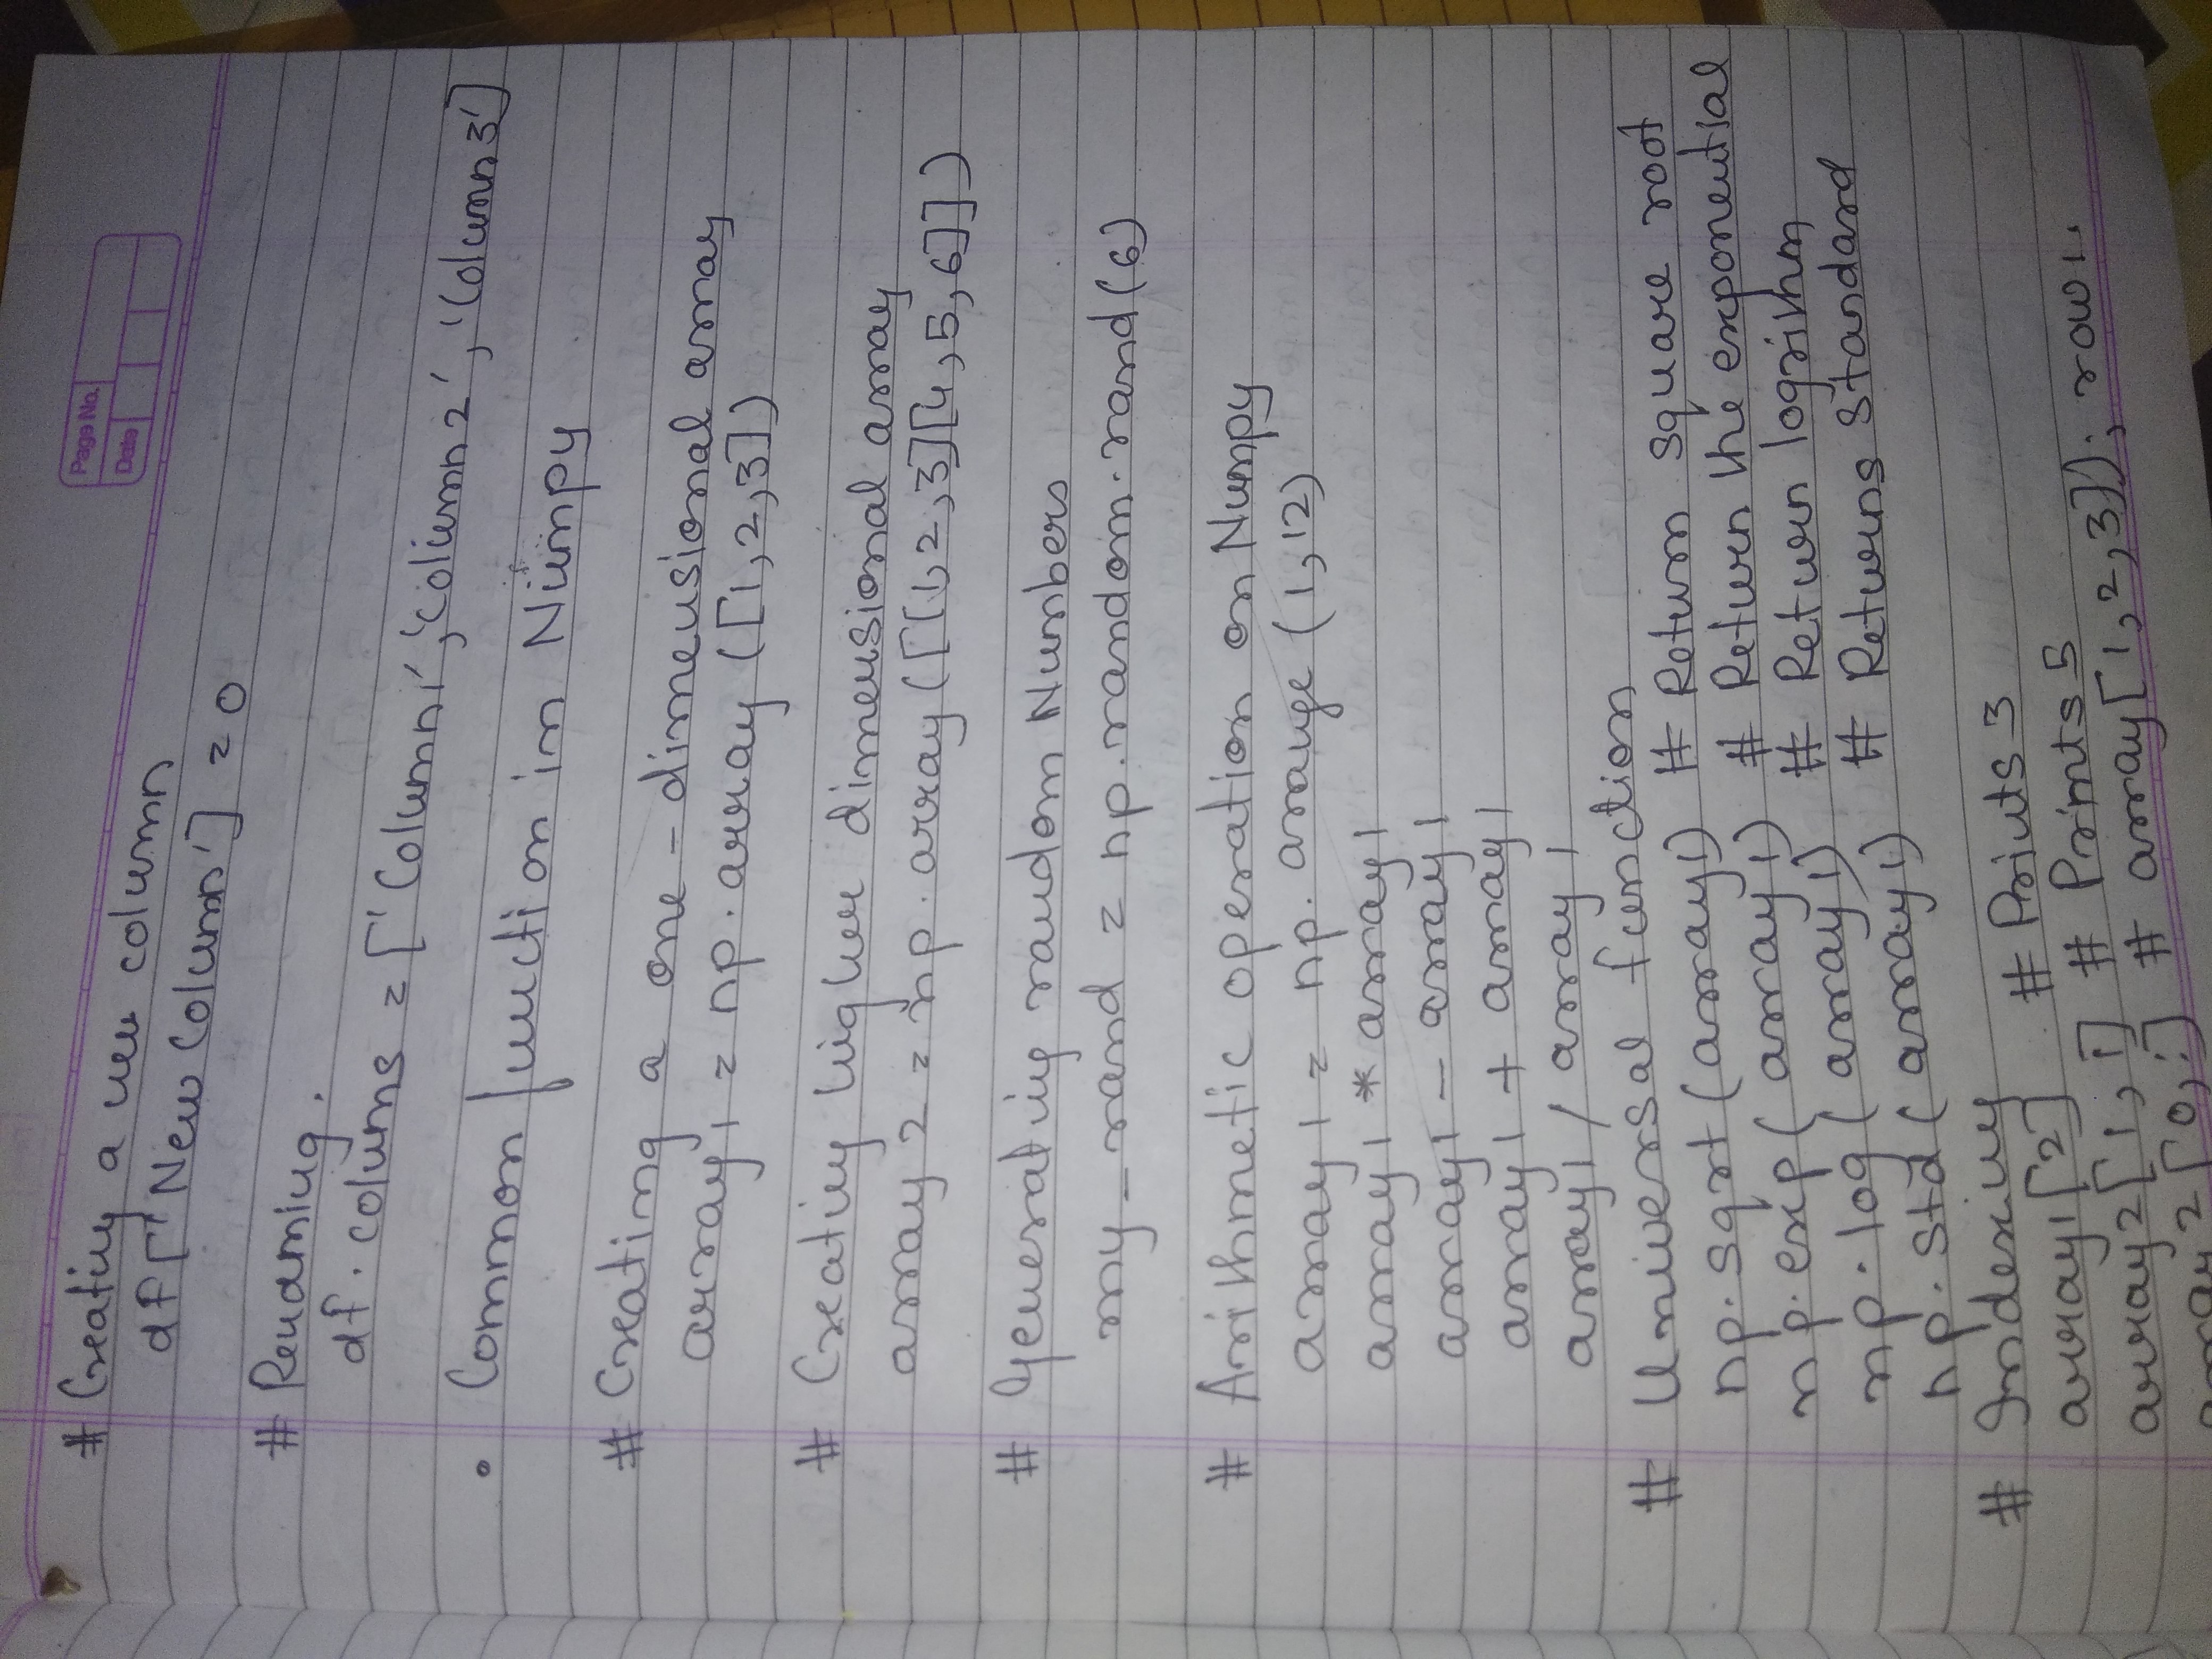 Page No.
Date
# Creating a new column
df['New Column'] = 0
# Renaming.
df.colums = ['Column1', 'Column2', 'Column3']
• Common function in Numpy
# Creating a one-dimensional array
array1 = np.array([1,2,3])
# Creating higher dimensional array
array2 = np.array([[1,2,3][4,5,6]])
# Generating random Numbers
my_rand = np.random.rand(6)
# Arithmetic operation on Numpy
array1 = np.arange(1,12)
array1 * array1
array1 - array1
array1 + array1
array1 / array1
# Universal function
np.sqrt(array1) # Return square root
np.exp(array1) # Return the exponential
np.log(array1) # Return logrihm
np.std(array1) # Returns standard
# Indexing
array1[2] # Prints 3
array2[1,1] # Prints 5
array2[0,:] # array[1,2,3]); row1.